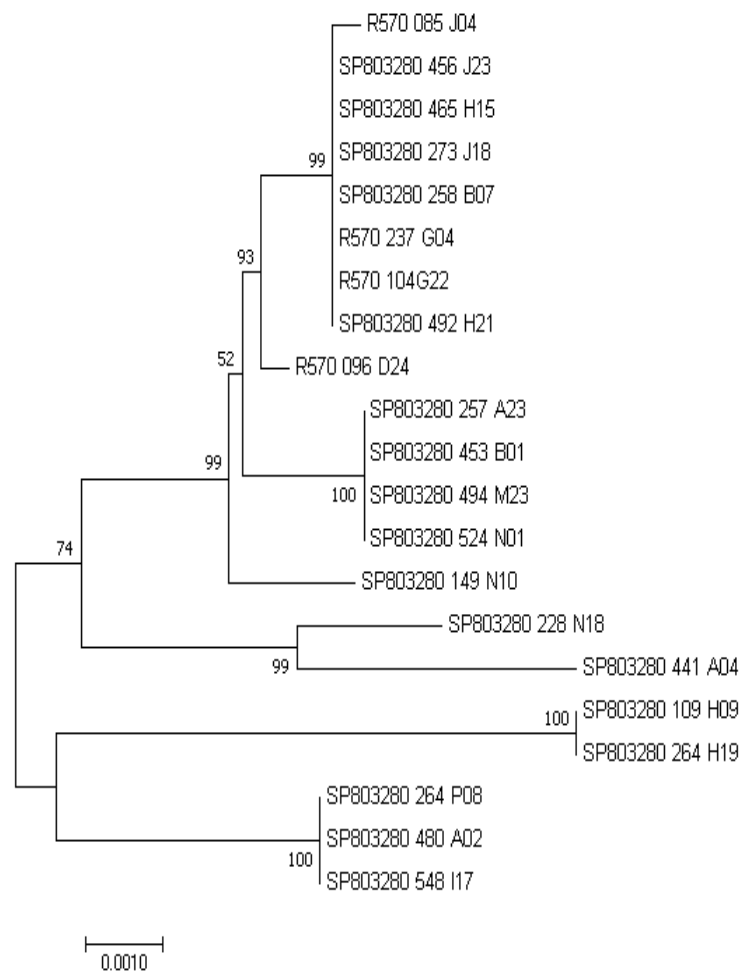 R570 085 J04
SP803280 456 J23
SP803280 465 H15
SP803280 273 J18
99
SP803280 258 B07
R570 237 G04
93
R570 104G22
SP803280 492 H21
52
R570 096 D24
SP803280 257 A23
SP803280 453 B01
99
SP803280 494 M23
100
SP803280 524 N01
74
SP803280 149 N10
SP803280 228 N18
99
SP803280 441 A04
100
SP803280 109 H09
SP803280 264 H19
SP803280 264 P08
SP803280 480 A02
100
SP803280 548 I17
0.0010